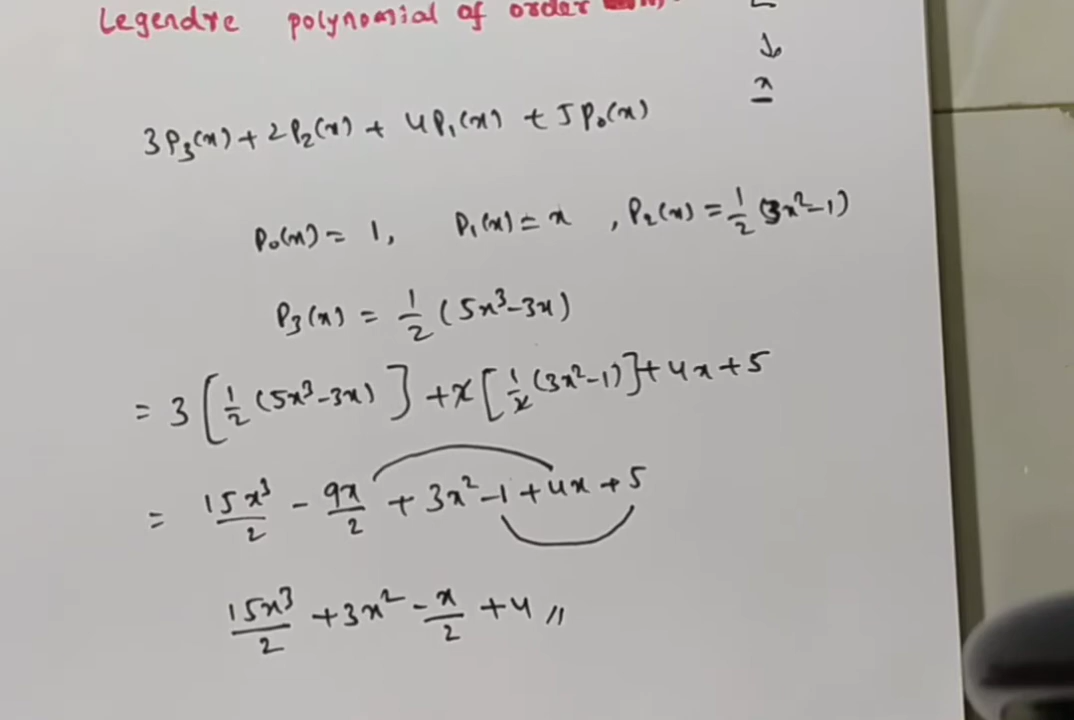 Legendre polynomial of order
↓
x
3P₃(x) + 2P₂(x) + 4P₁(x) + 5P₀(x)
P₀(x) = 1, P₁(x) = x , P₂(x) = 1/2 (3x²-1)
P₃(x) = 1/2 (5x³-3x)
= 3 [1/2 (5x³-3x)] + 2 [1/2 (3x²-1)] + 4x + 5
= 15x³/2 - 9x/2 + 3x² - 1 + 4x + 5
15x³/2 + 3x² - x/2 + 4 //